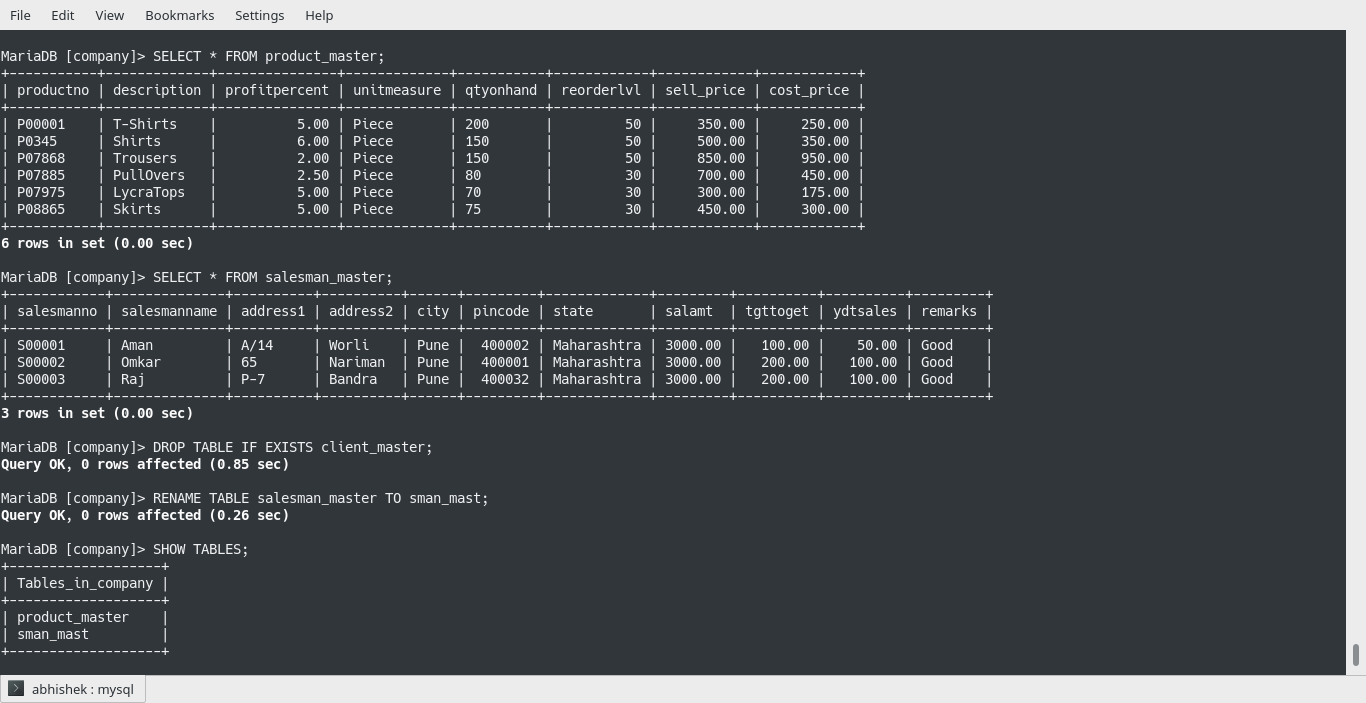 File Edit View Bookmarks Settings Help
MariaDB [company]> SELECT * FROM product_master;
+-----------+-------------+---------------+-------------+-----------+------------+------------+------------+
| productno | description | profitpercent | unitmeasure | qtyonhand | reorderlvl | sell_price | cost_price |
+-----------+-------------+---------------+-------------+-----------+------------+------------+------------+
| P00001    | T-Shirts    |          5.00 | Piece       | 200       |         50 |     350.00 |     250.00 |
| P0345     | Shirts      |          6.00 | Piece       | 150       |         50 |     500.00 |     350.00 |
| P07868    | Trousers    |          2.00 | Piece       | 150       |         50 |     850.00 |     950.00 |
| P07885    | PullOvers   |          2.50 | Piece       | 80        |         30 |     700.00 |     450.00 |
| P07975    | LycraTops   |          5.00 | Piece       | 70        |         30 |     300.00 |     175.00 |
| P08865    | Skirts      |          5.00 | Piece       | 75        |         30 |     450.00 |     300.00 |
+-----------+-------------+---------------+-------------+-----------+------------+------------+------------+
6 rows in set (0.00 sec)
MariaDB [company]> SELECT * FROM salesman_master;
+------------+--------------+----------+----------+------+---------+-------------+---------+----------+----------+---------+
| salesmanno | salesmanname | address1 | address2 | city | pincode | state       | salamt  | tgttoget | ydtsales | remarks |
+------------+--------------+----------+----------+------+---------+-------------+---------+----------+----------+---------+
| S00001     | Aman         | A/14     | Worli    | Pune |  400002 | Maharashtra | 3000.00 |   100.00 |    50.00 | Good    |
| S00002     | Omkar        | 65       | Nariman  | Pune |  400001 | Maharashtra | 3000.00 |   200.00 |   100.00 | Good    |
| S00003     | Raj          | P-7      | Bandra   | Pune |  400032 | Maharashtra | 3000.00 |   200.00 |   100.00 | Good    |
+------------+--------------+----------+----------+------+---------+-------------+---------+----------+----------+---------+
3 rows in set (0.00 sec)
MariaDB [company]> DROP TABLE IF EXISTS client_master;
Query OK, 0 rows affected (0.85 sec)
MariaDB [company]> RENAME TABLE salesman_master TO sman_mast;
Query OK, 0 rows affected (0.26 sec)
MariaDB [company]> SHOW TABLES;
+-------------------+
| Tables_in_company |
+-------------------+
| product_master    |
| sman_mast         |
+-------------------+
abhishek : mysql